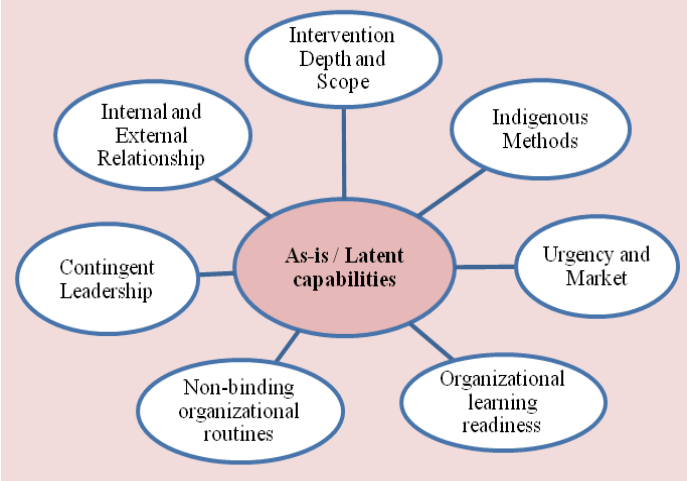 Intervention
Depth and
Scope
Internal and
External
Relationship
Indigenous
Methods
As-is / Latent
capabilities
Contingent
Leadership
Urgency and
Market
Non-binding
organizational
routines
Organizational
learning
readiness